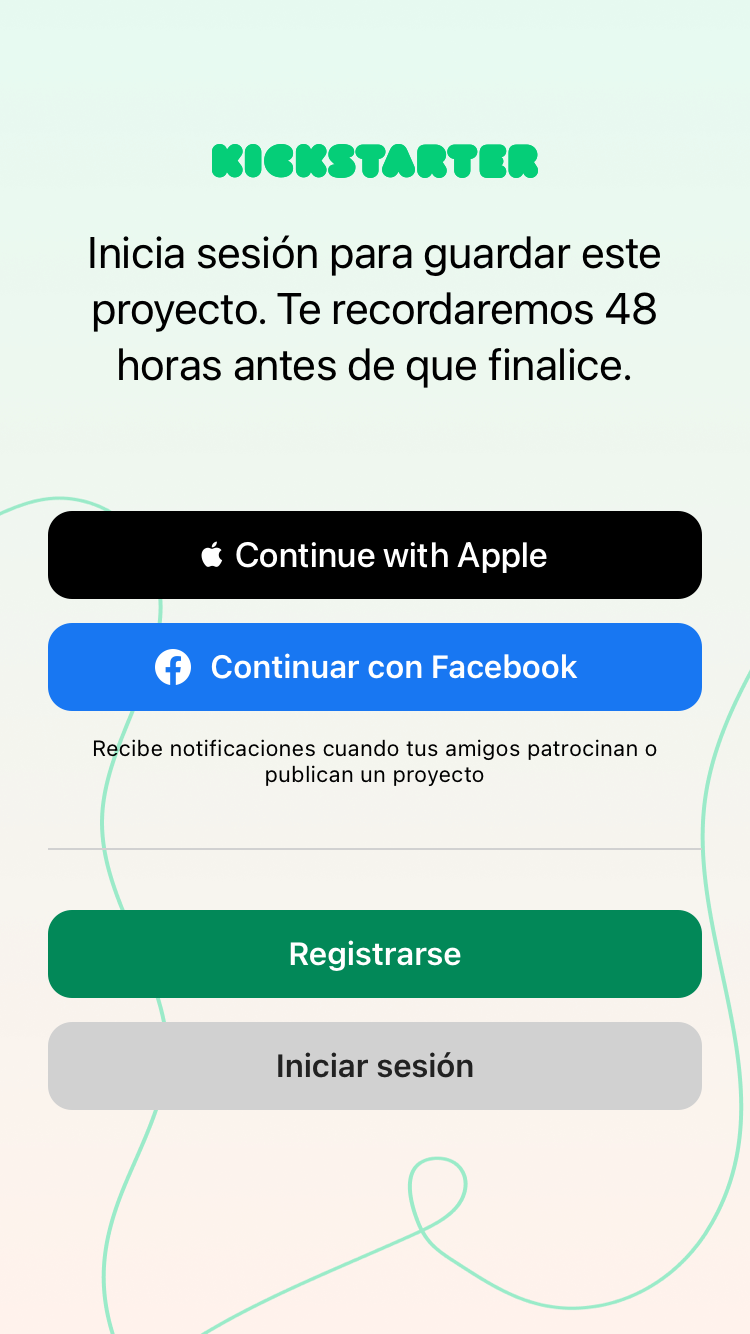 KICKSTARTER
Inicia sesión para guardar este
proyecto. Te recordaremos 48
horas antes de que finalice.
Continue with Apple
Continuar con Facebook
Recibe notificaciones cuando tus amigos patrocinan o
publican un proyecto
Registrarse
Iniciar sesión